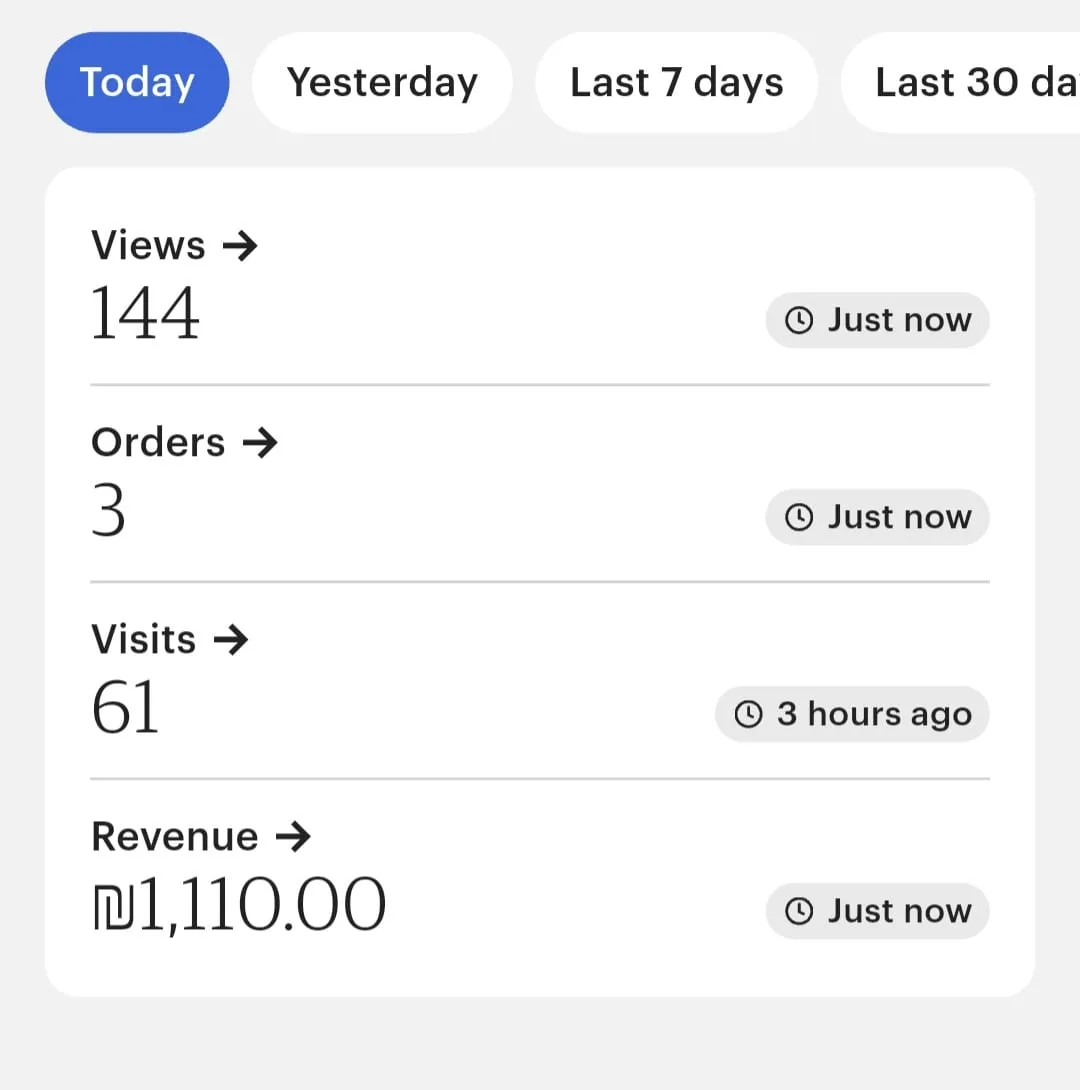 Today Yesterday Last 7 days Last 30 da
Views →
144
Just now
Orders →
3
Just now
Visits →
61
3 hours ago
Revenue →
₪1,110.00
Just now